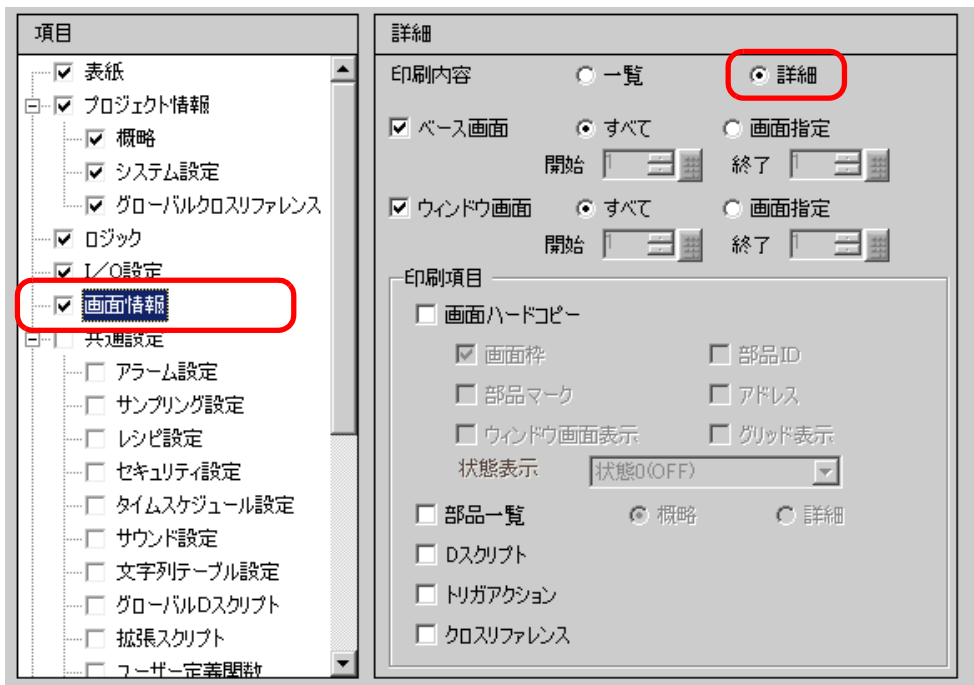 項目
表紙
プロジェクト情報
概略
システム設定
グローバルクロスリファレンス
ロジック
I/O設定
画面情報
共通設定
アラーム設定
サンプリング設定
レシピ設定
セキュリティ設定
タイムスケジュール設定
サウンド設定
文字列テーブル設定
グローバルDスクリプト
拡張スクリプト
ユーザー定義関数
詳細
印刷内容 一覧 詳細
ベース画面 すべて 画面指定
開始 1 終了 1
ウィンドウ画面 すべて 画面指定
開始 1 終了 1
印刷項目
画面ハードコピー
画面枠 部品ID
部品マーク アドレス
ウィンドウ画面表示 グリッド表示
状態表示 状態0(OFF)
部品一覧 概略 詳細
Dスクリプト
トリガアクション
クロスリファレンス